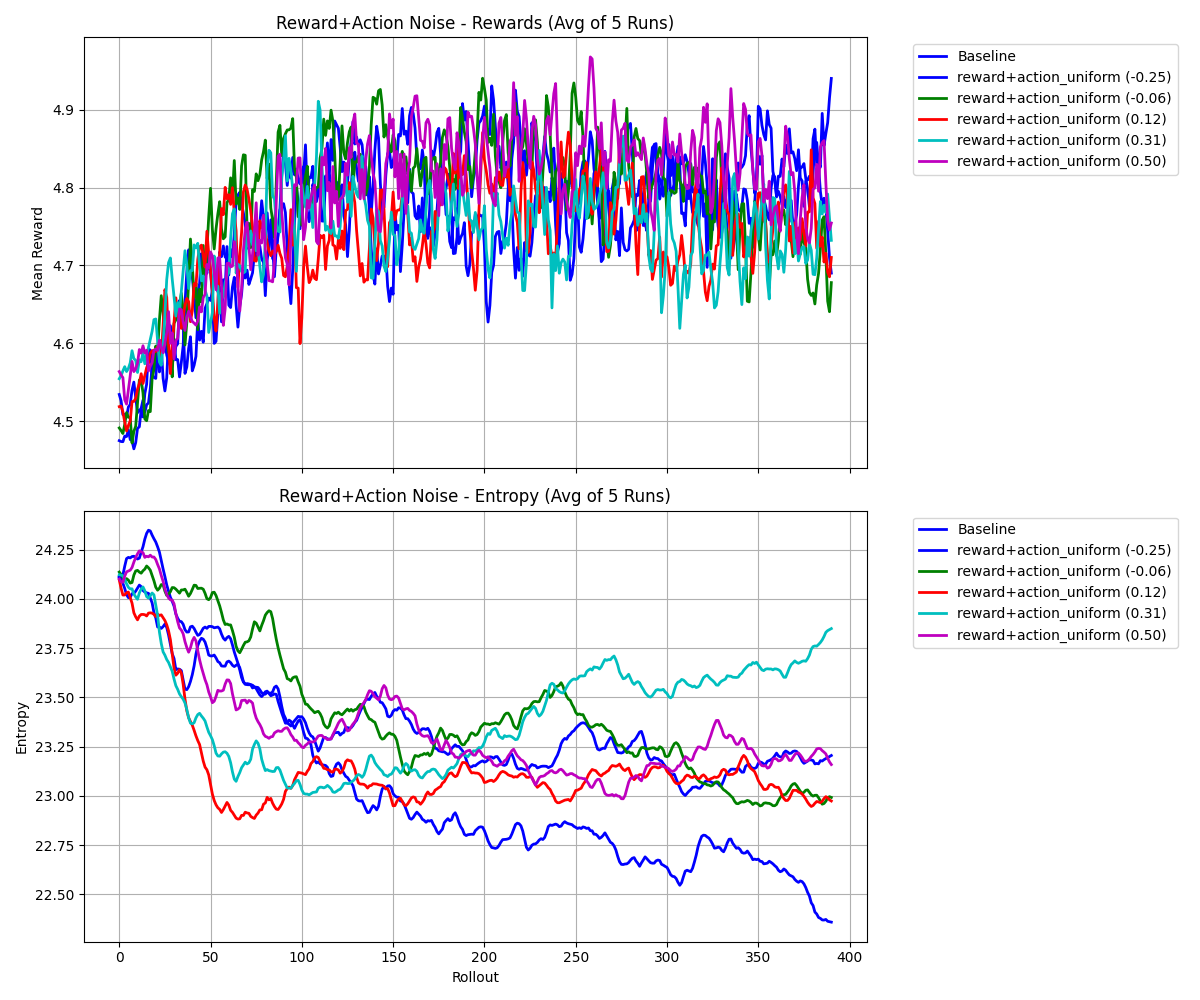 Reward+Action Noise - Rewards (Avg of 5 Runs)
Mean Reward
4.9
4.8
4.7
4.6
4.5
Baseline
reward+action_uniform (-0.25)
reward+action_uniform (-0.06)
reward+action_uniform (0.12)
reward+action_uniform (0.31)
reward+action_uniform (0.50)
Reward+Action Noise - Entropy (Avg of 5 Runs)
Entropy
24.25
24.00
23.75
23.50
23.25
23.00
22.75
22.50
0 50 100 150 200 250 300 350 400
Rollout
Baseline
reward+action_uniform (-0.25)
reward+action_uniform (-0.06)
reward+action_uniform (0.12)
reward+action_uniform (0.31)
reward+action_uniform (0.50)